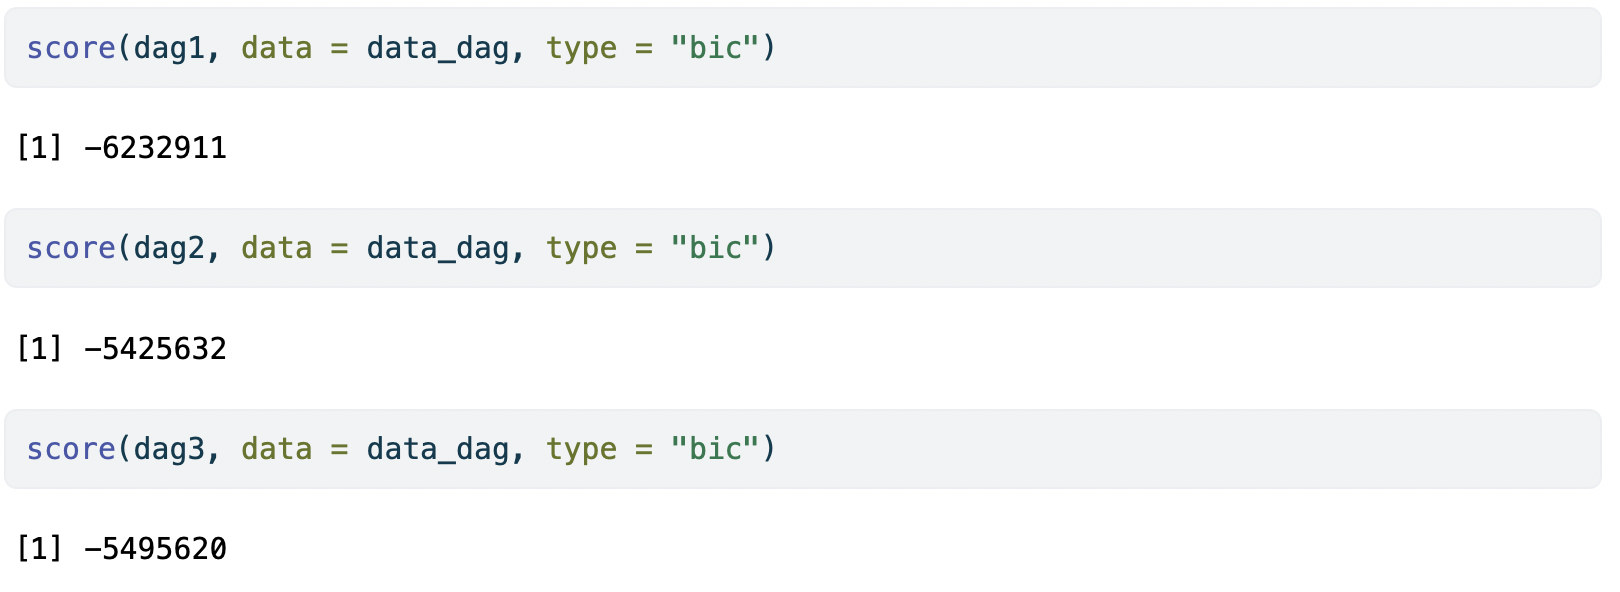 score(dag1, data = data_dag, type = "bic")
[1] -6232911
score(dag2, data = data_dag, type = "bic")
[1] -5425632
score(dag3, data = data_dag, type = "bic")
[1] -5495620